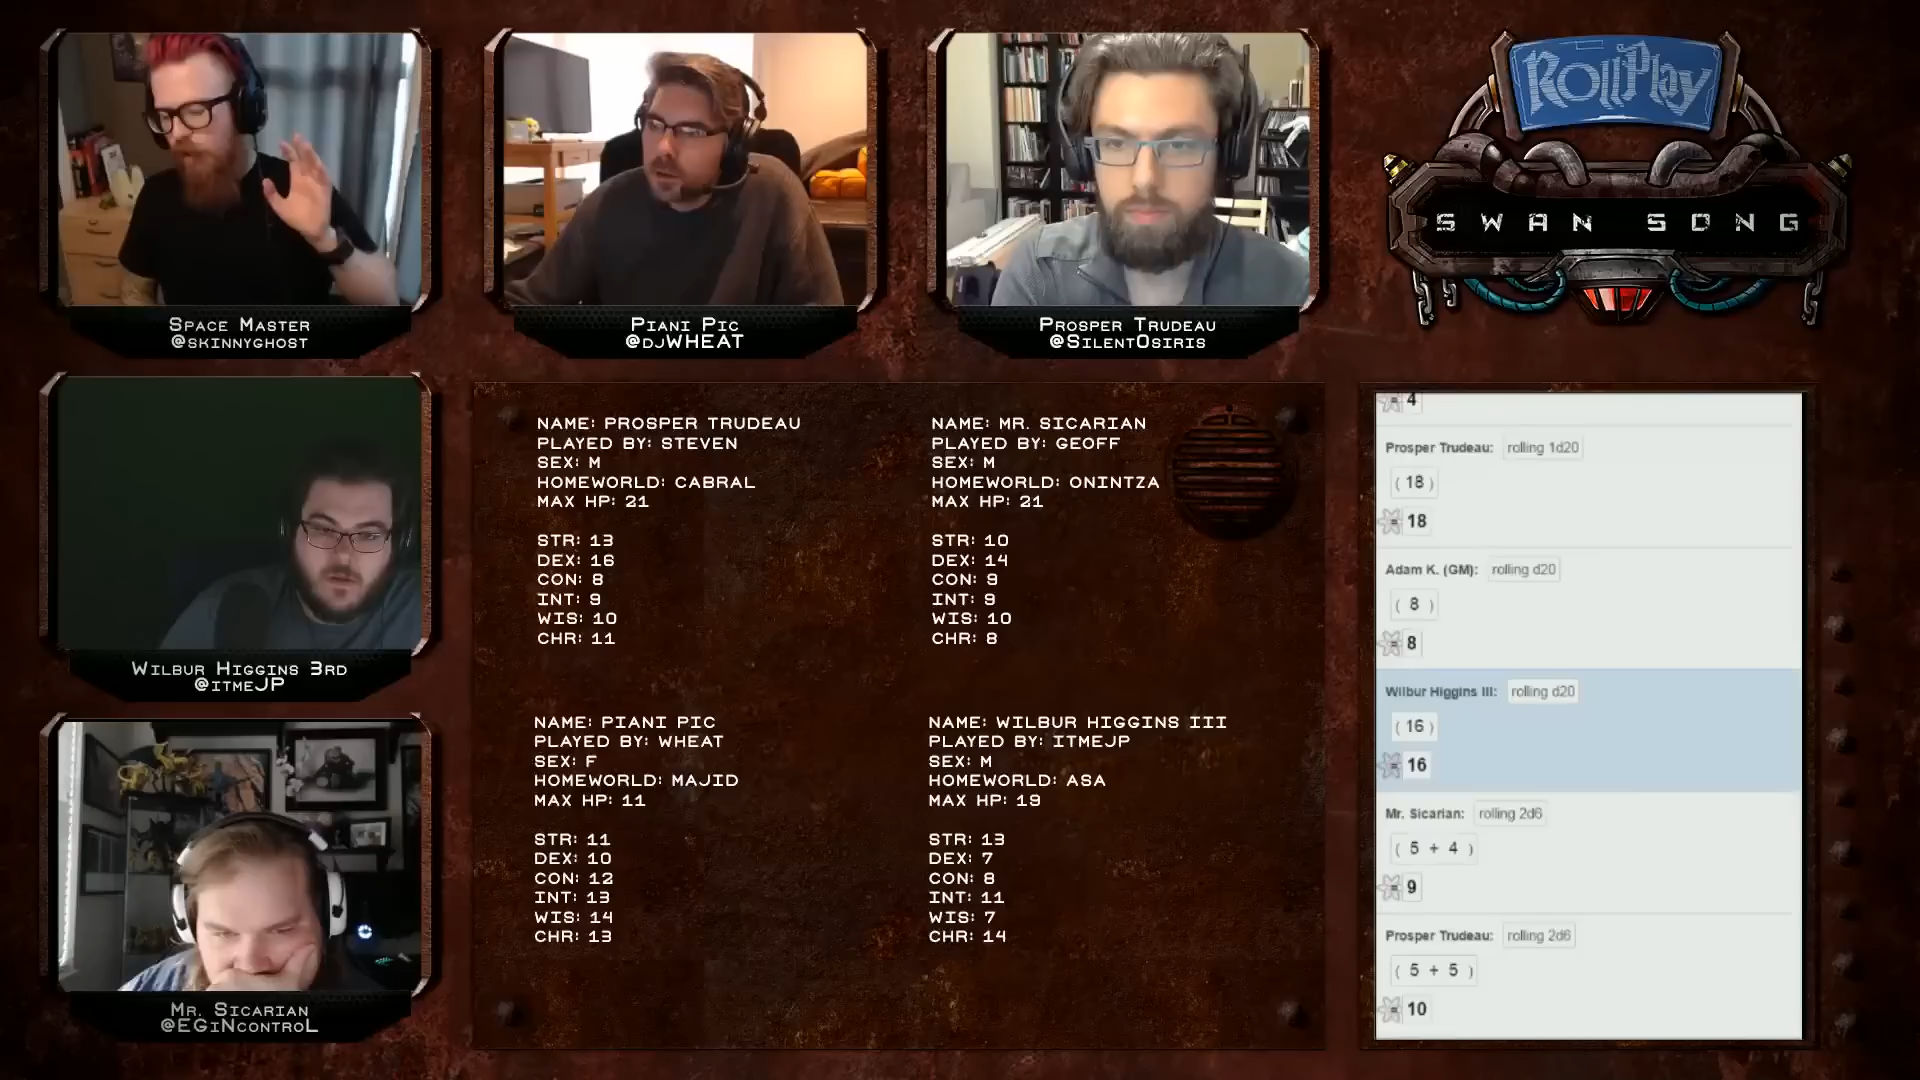 RollPlay
SWAN SONG
Space Master
@skinnyghost
Piani Pic
@djWHEAT
Prosper Trudeau
@SilentOsiris
Wilbur Higgins 3rd
@itmeJP
Mr. Sicarian
@EGiNcontroL
NAME: PROSPER TRUDEAU
PLAYED BY: STEVEN
SEX: M
HOMEWORLD: CABRAL
MAX HP: 21
STR: 13
DEX: 16
CON: 8
INT: 9
WIS: 10
CHR: 11
NAME: MR. SICARIAN
PLAYED BY: GEOFF
SEX: M
HOMEWORLD: ONINTZA
MAX HP: 21
STR: 10
DEX: 14
CON: 9
INT: 9
WIS: 10
CHR: 8
NAME: PIANI PIC
PLAYED BY: WHEAT
SEX: F
HOMEWORLD: MAJID
MAX HP: 11
STR: 11
DEX: 10
CON: 12
INT: 13
WIS: 14
CHR: 13
NAME: WILBUR HIGGINS III
PLAYED BY: ITMEJP
SEX: M
HOMEWORLD: ASA
MAX HP: 19
STR: 13
DEX: 7
CON: 8
INT: 11
WIS: 7
CHR: 14
= 4
Prosper Trudeau: rolling 1d20
( 18 )
= 18
Adam K. (GM): rolling d20
( 8 )
= 8
Wilbur Higgins III: rolling d20
( 16 )
= 16
Mr. Sicarian: rolling 2d6
( 5 + 4 )
= 9
Prosper Trudeau: rolling 2d6
( 5 + 5 )
= 10